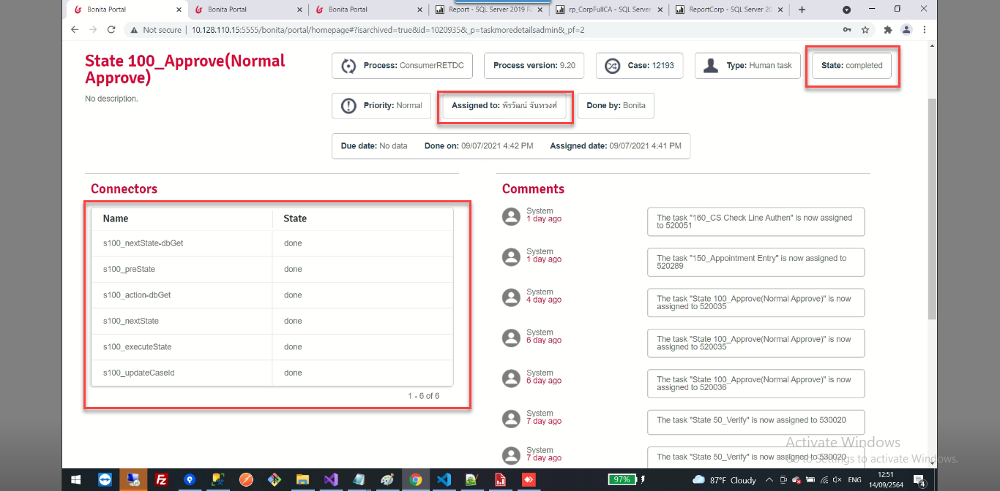 Bonita Portal
Bonita Portal
Bonita Portal
Report - SQL Server 2019 R
rp_CorpFullCA - SQL Server
ReportCorp - SQL Server 20
Not secure
10.128.110.15:5555/bonita/portal/homepage#?isarchived=true&id=1020935&_p=taskmoredetailsadmin&_pf=2
State 100_Approve(Normal
Approve)
No description.
Process: ConsumerRETDC
Process version: 9.20
Case: 12193
Type: Human task
State: completed
Priority: Normal
Assigned to: พีรวัฒน์ จันทวงศ์
Done by: Bonita
Due date: No data
Done on: 09/07/2021 4:42 PM
Assigned date: 09/07/2021 4:41 PM
Connectors
Name State
s100_nextState-dbGet done
s100_preState done
s100_action-dbGet done
s100_nextState done
s100_executeState done
s100_updateCaseId done
1 - 6 of 6
Comments
System
1 day ago
The task "160_CS Check Line Authen" is now assigned
to 520051
System
1 day ago
The task "150_Appointment Entry" is now assigned to
520289
System
4 day ago
The task "State 100_Approve(Normal Approve)" is now
assigned to 520035
System
6 day ago
The task "State 100_Approve(Normal Approve)" is now
assigned to 520035
System
6 day ago
The task "State 100_Approve(Normal Approve)" is now
assigned to 520036
System
7 day ago
The task "State 50_Verify" is now assigned to 530020
System
7 day ago
The task "State 50_Verify" is now assigned to 530020
Activate Windows
Go to Settings to activate Windows.
97%
87°F Cloudy
ENG
12:51
14/09/2564
4